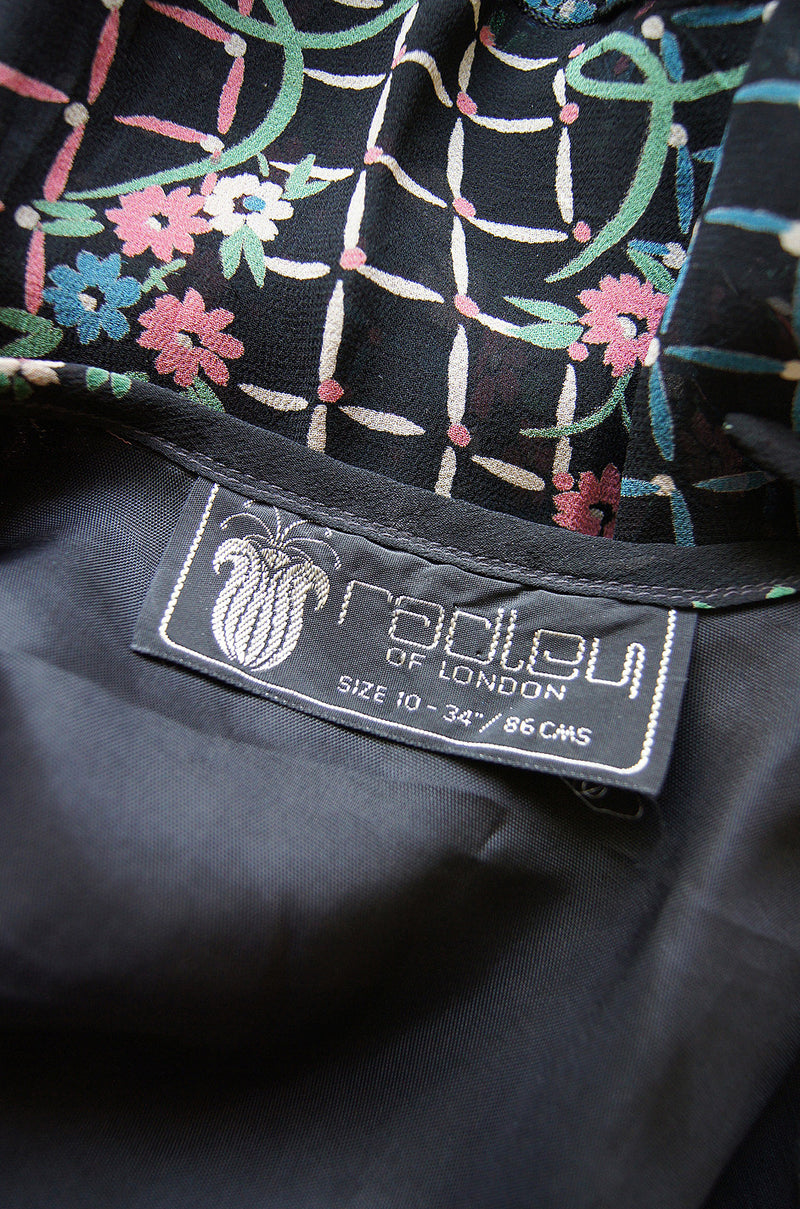 radley
OF LONDON
SIZE 10 - 34"/86 CMS